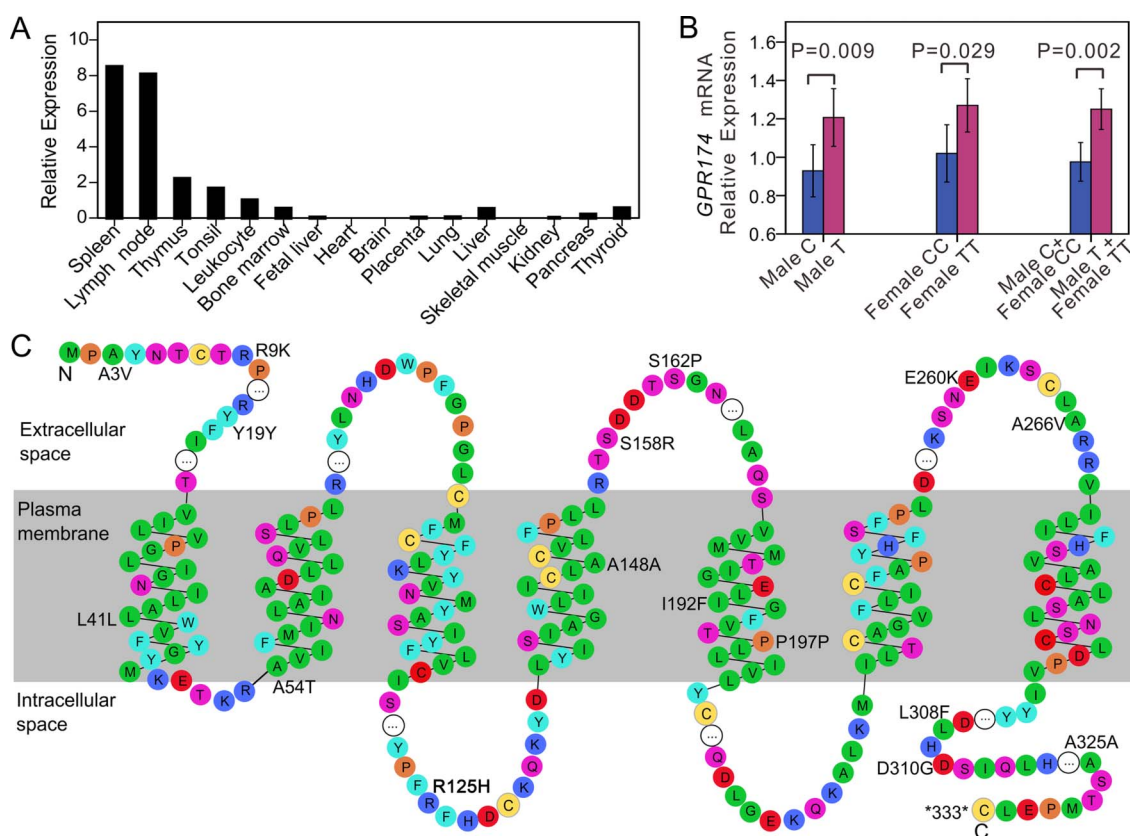 A
Relative Expression
10
8
6
4
2
0
Spleen
Lymph node
Thymus
Tonsil
Leukocyte
Bone marrow
Fetal liver
Heart
Brain
Placenta
Lung
Liver
Skeletal muscle
Kidney
Pancreas
Thyroid
B
GPR174 mRNA
Relative Expression
1.6
1.4
1.2
1.0
0.8
0.6
P=0.009
P=0.029
P=0.002
Male C
Male T
Female CC
Female TT
Male C+
Female CC
Male T +
Female TT
C
M P A Y N T C T R P ... R Y F I ... T
N
A3V
R9K
Y19Y
Extracellular
space
Plasma
membrane
Intracellular
space
L41L
K E T K R
A54T
R ... Y L N H D W P F G P G L C
S ... Y P F R F H D C K Q K Y D L
R125H
A148A
R T S D D T S G N ... L A Q S
S158R
S162P
I192F
P197P
Y C ... Q D L G E K Q K A L K M
D ... K S N E I K S C L A R R V
E260K
A266V
I Y Y ... D L H D S I Q L H ... A S T M P E L C
L308F
D310G
A325A
*333*
C